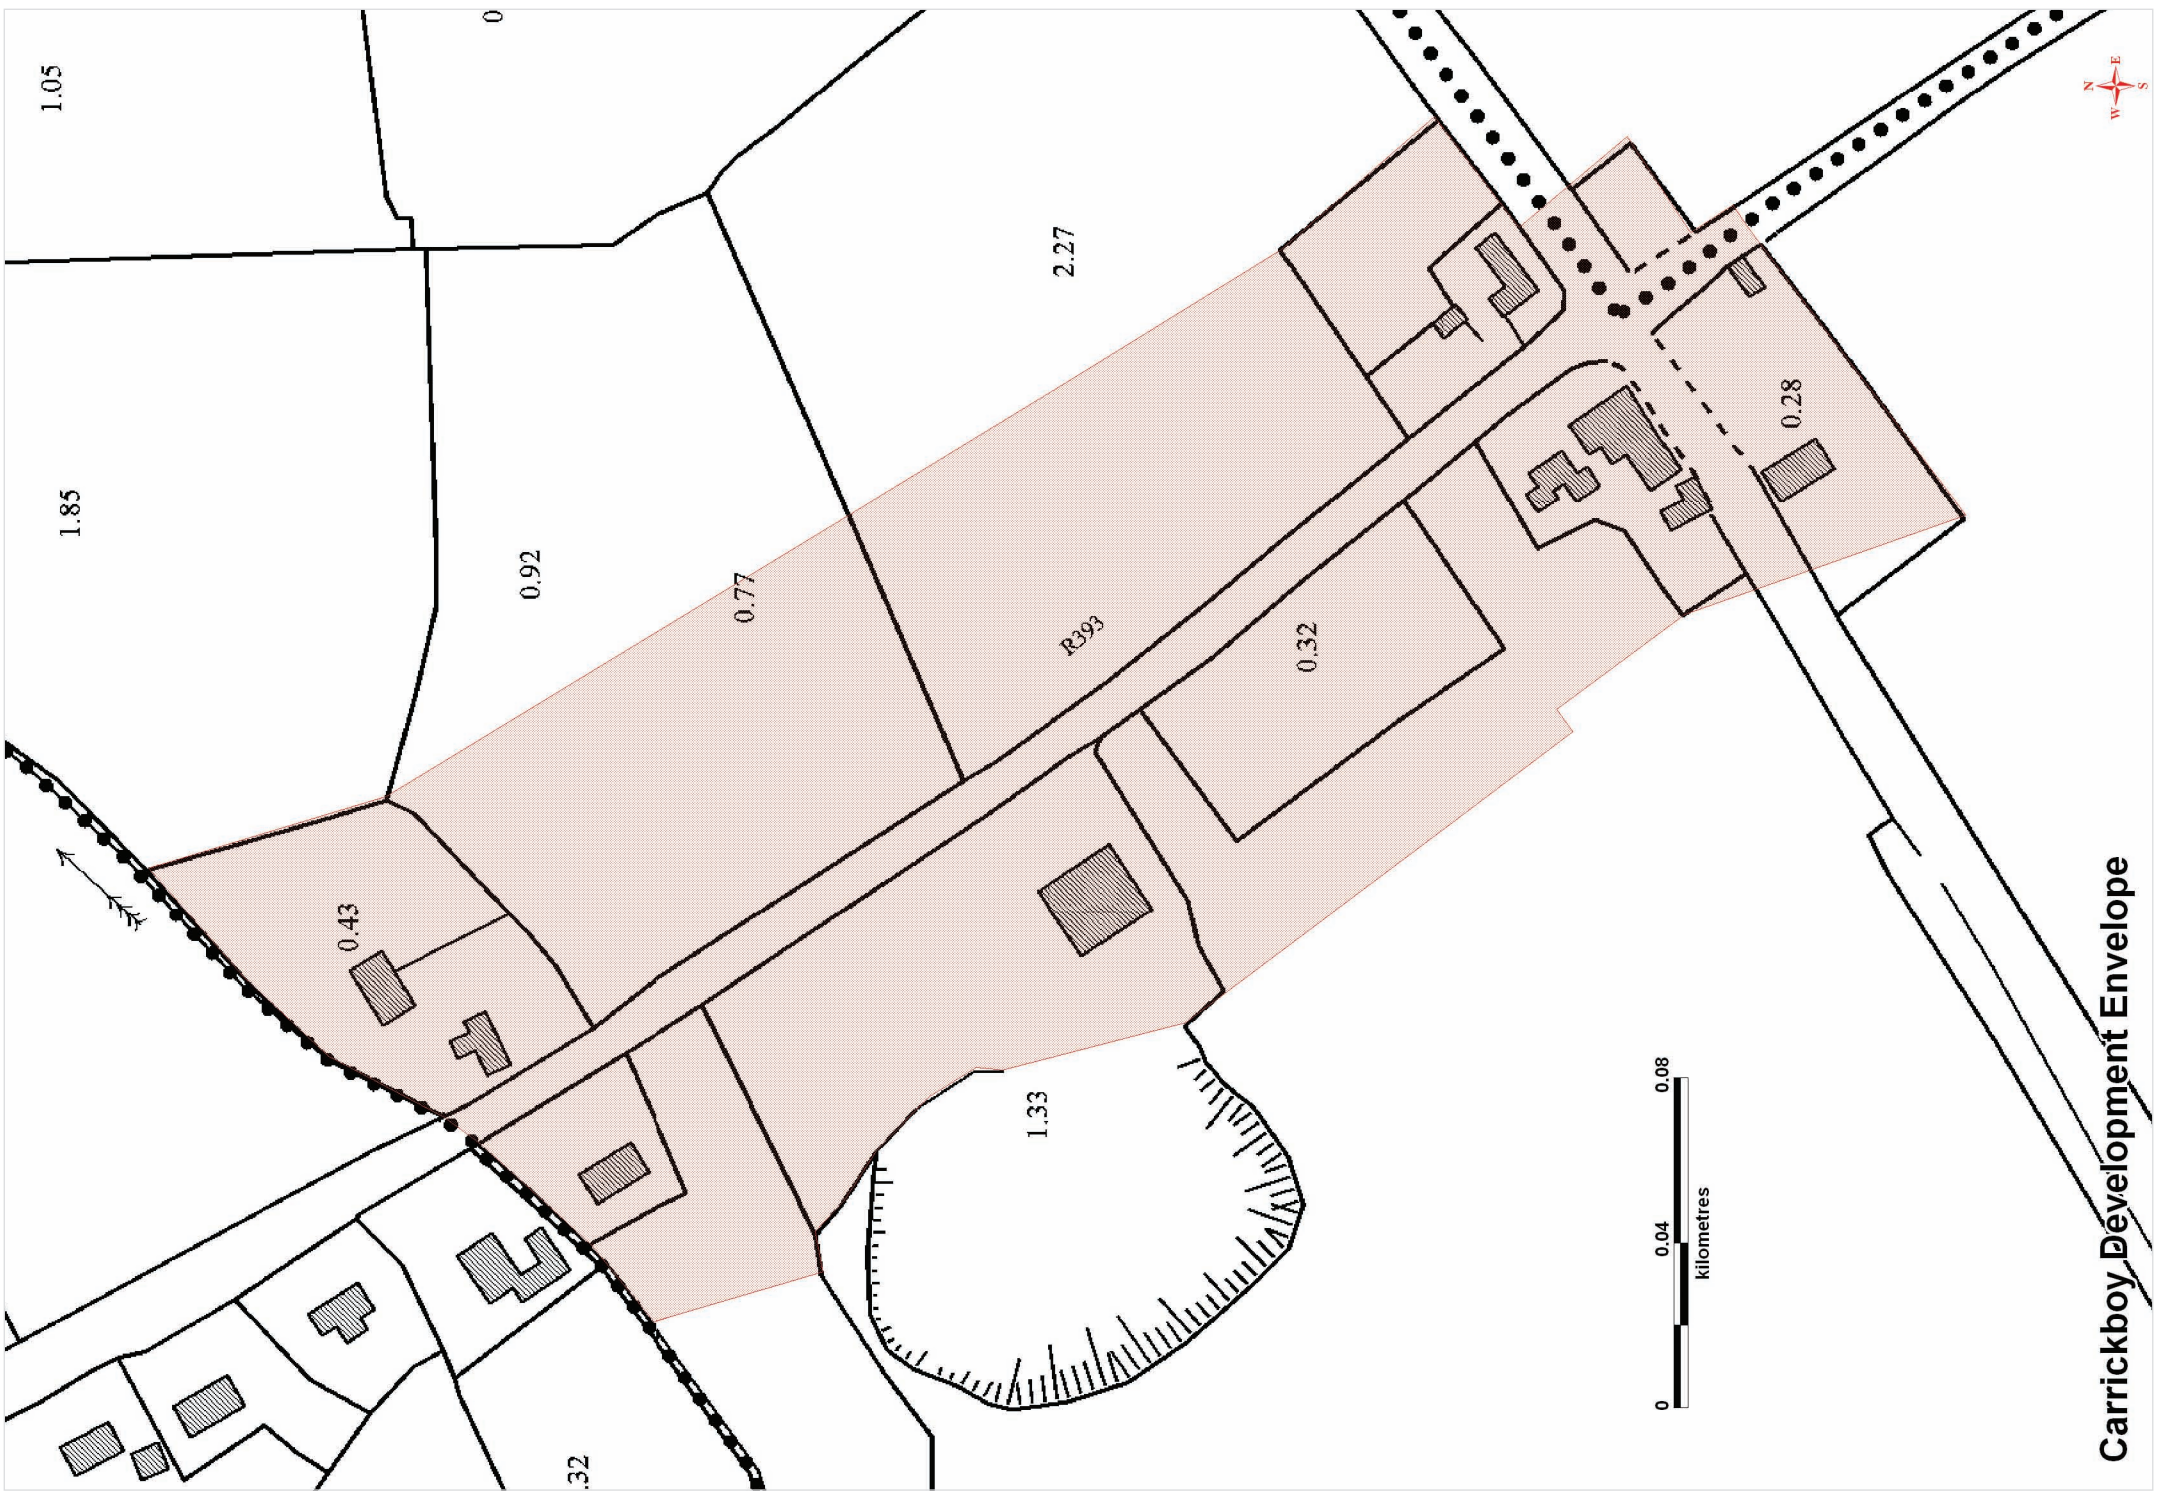 1.05
0
1.85
0.92
0.77
2.27
0.43
R393
0.32
0.28
1.33
.32
N
E
S
W
0
0.04
0.08
kilometres
Carrickboy Development Envelope